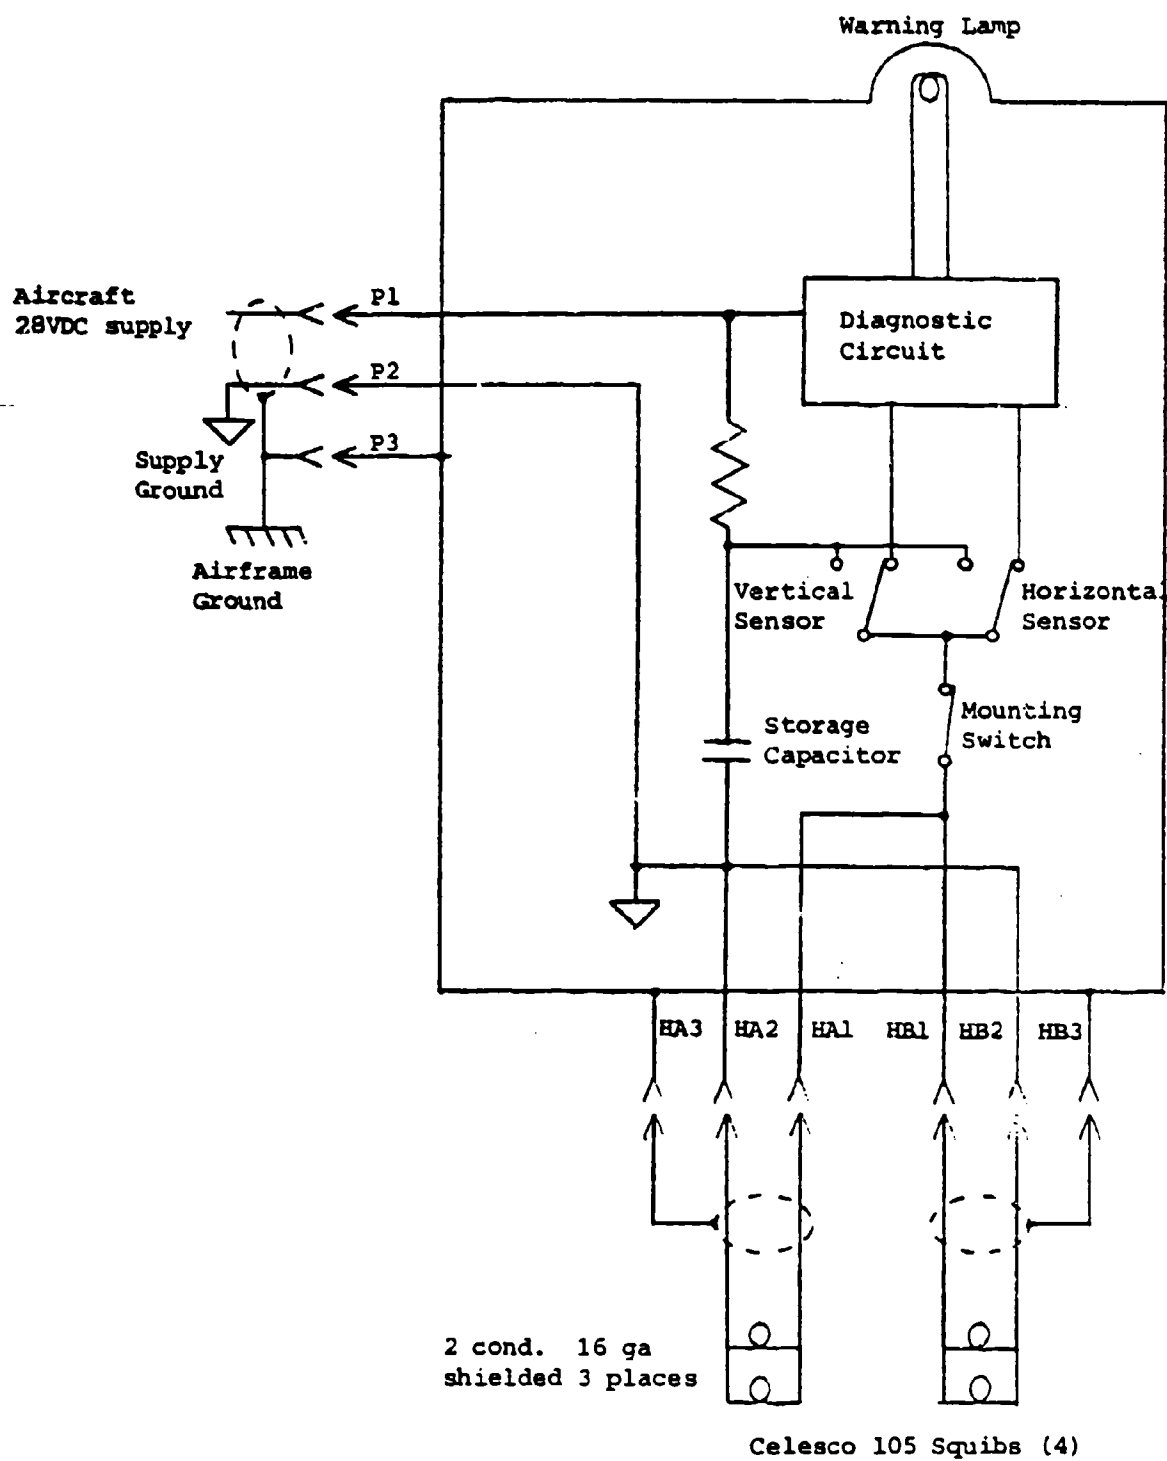 Warning Lamp
Aircraft
28VDC supply
P1
Diagnostic
Circuit
P2
P3
Supply
Ground
Airframe
Ground
Vertical
Sensor
Horizontal
Sensor
Mounting
Switch
Storage
Capacitor
HA3 HA2 HA1 HB1 HB2 HB3
2 cond. 16 ga
shielded 3 places
Celesco 105 Squibs (4)